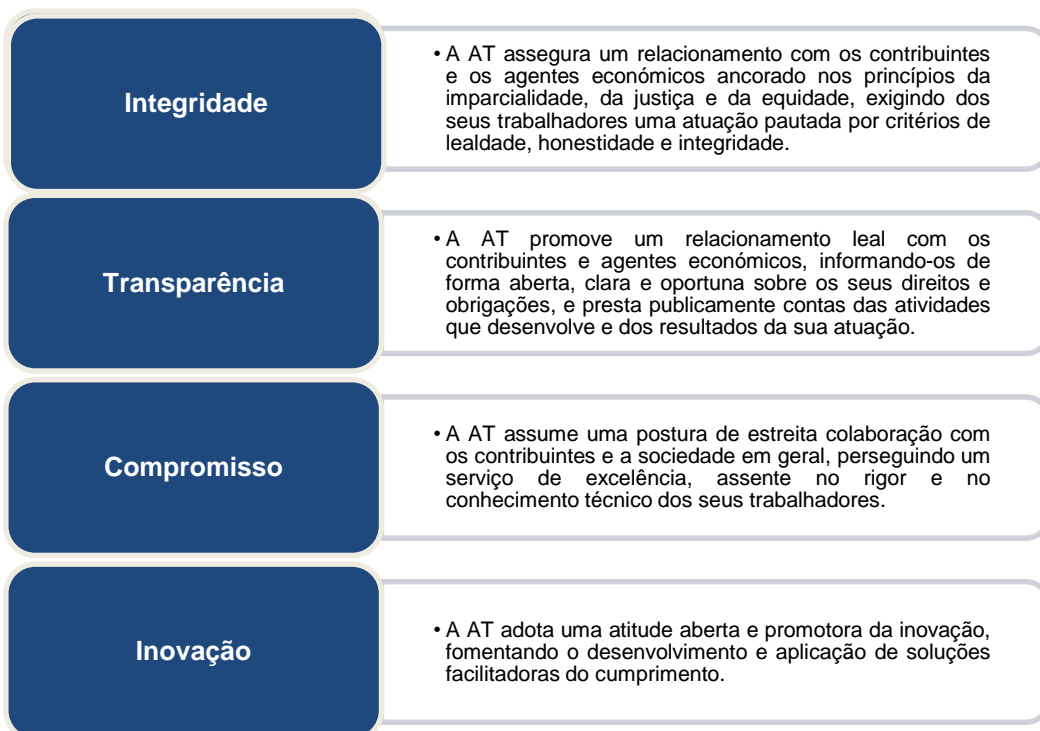 Integridade
• A AT assegura um relacionamento com os contribuintes
e os agentes económicos ancorado nos princípios da
imparcialidade, da justiça e da equidade, exigindo dos
seus trabalhadores uma atuação pautada por critérios de
lealdade, honestidade e integridade.
Transparência
• A AT promove um relacionamento leal com os
contribuintes e agentes económicos, informando-os de
forma aberta, clara e oportuna sobre os seus direitos e
obrigações, e presta publicamente contas das atividades
que desenvolve e dos resultados da sua atuação.
Compromisso
• A AT assume uma postura de estreita colaboração com
os contribuintes e a sociedade em geral, perseguindo um
serviço de excelência, assente no rigor e no
conhecimento técnico dos seus trabalhadores.
Inovação
• A AT adota uma atitude aberta e promotora da inovação,
fomentando o desenvolvimento e aplicação de soluções
facilitadoras do cumprimento.